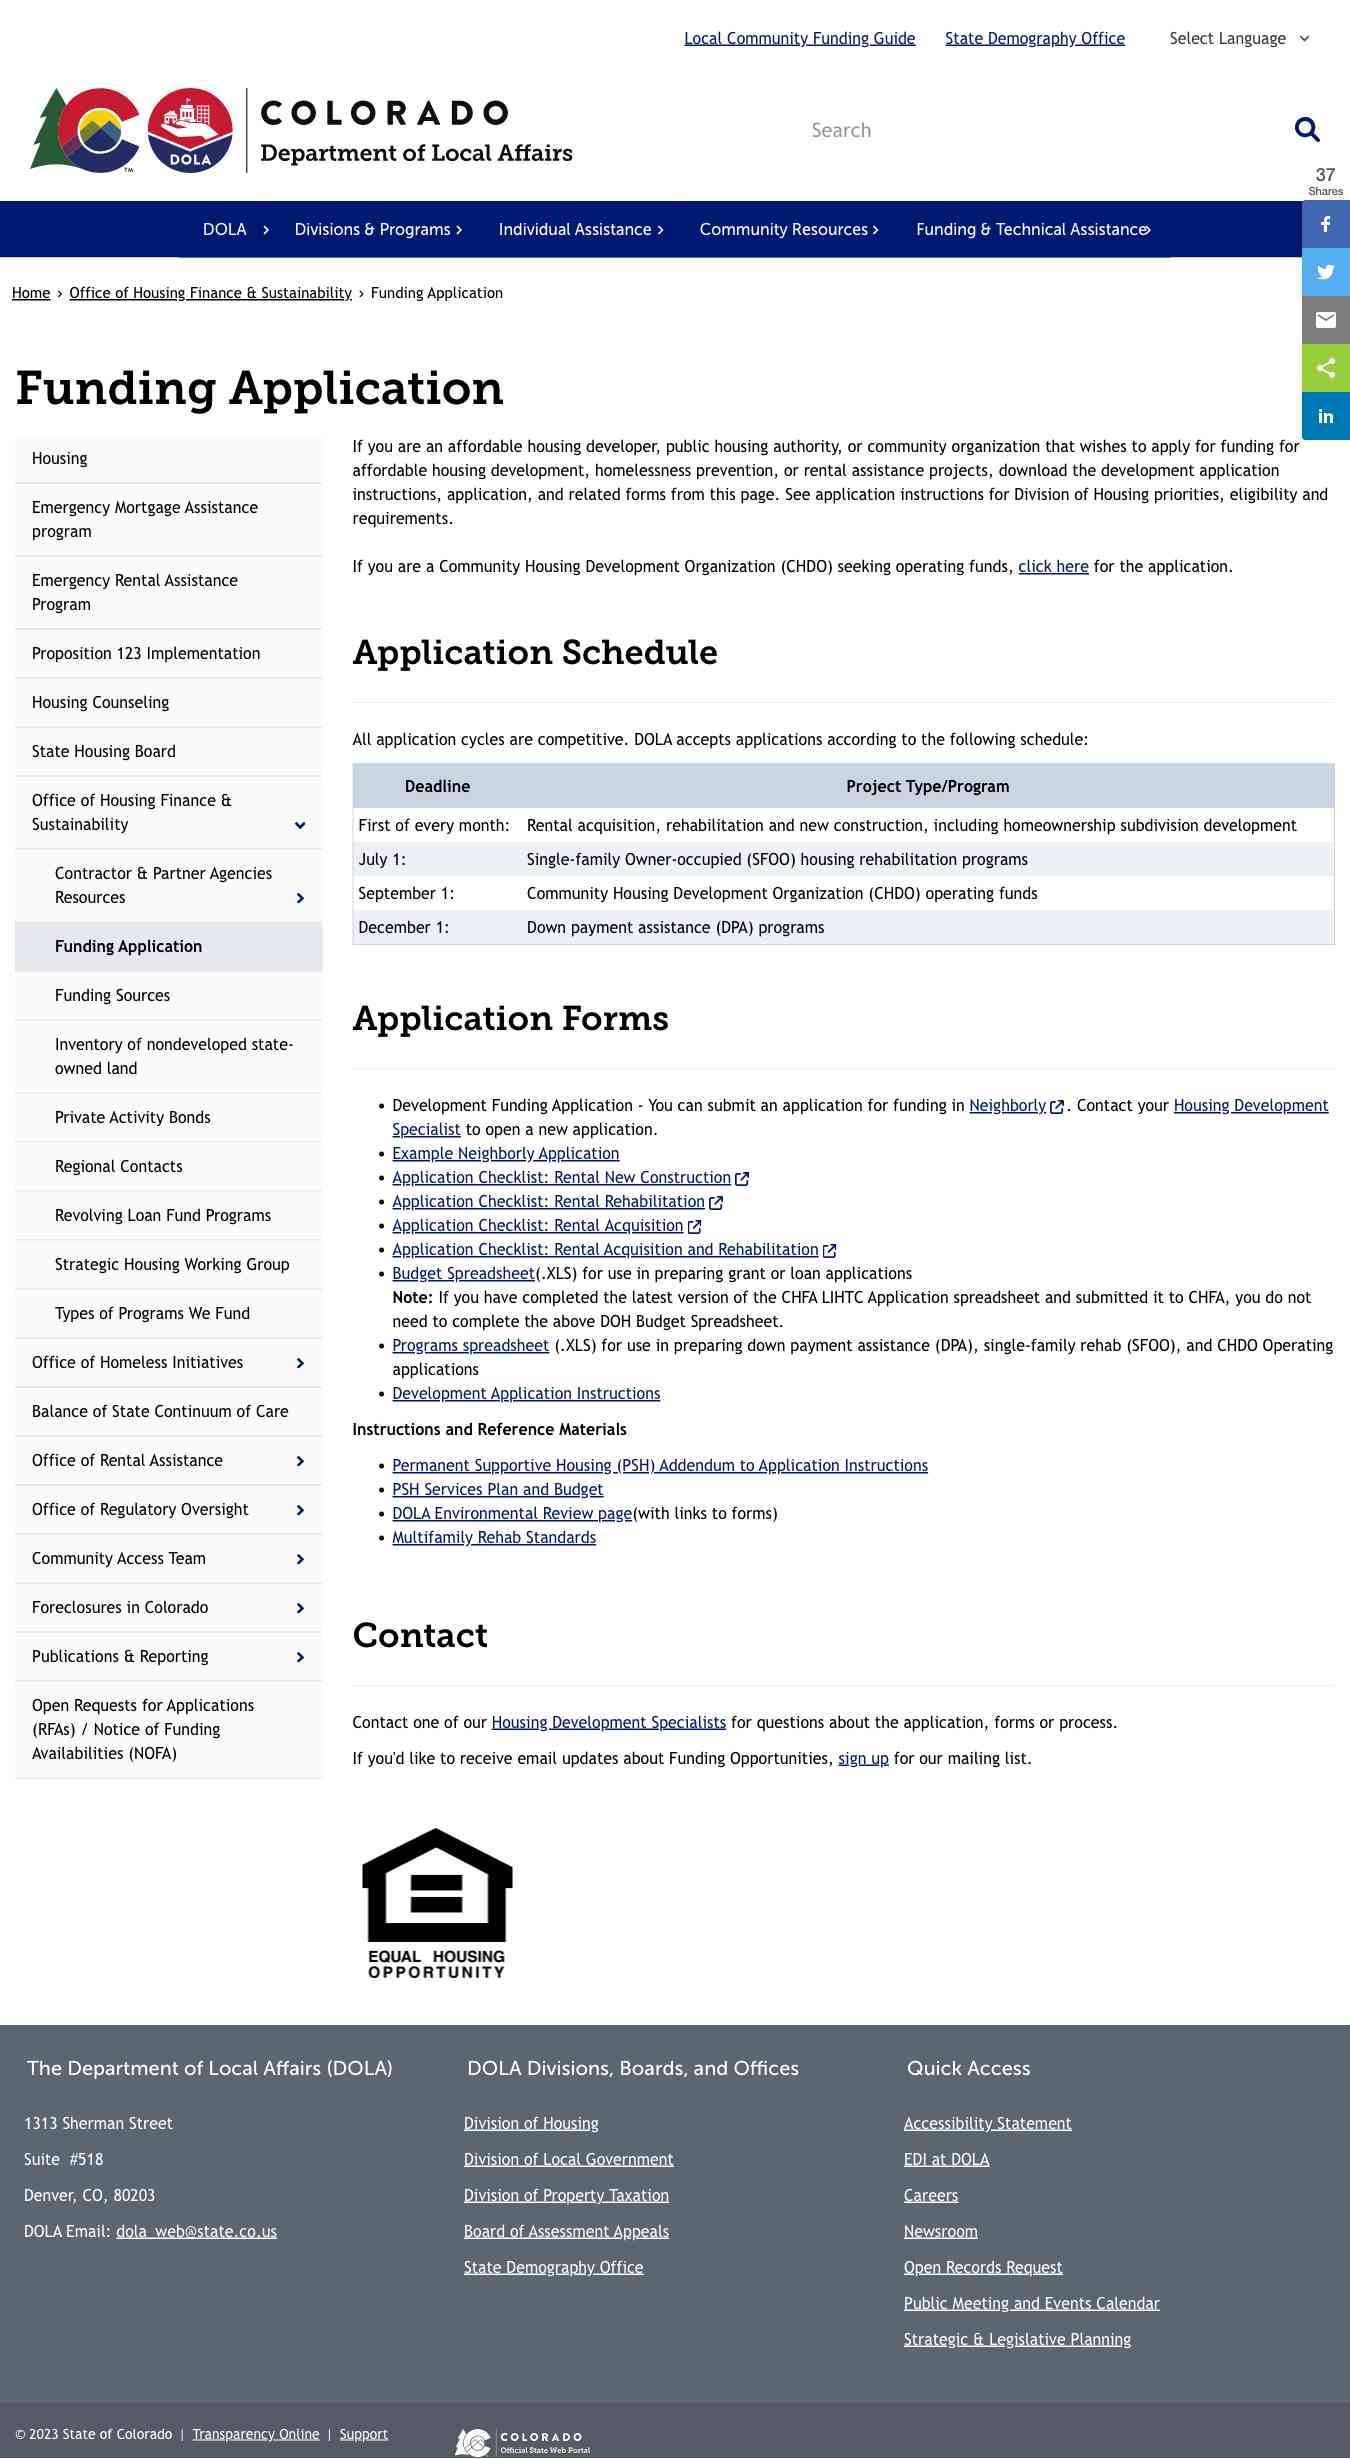 Local Community Funding Guide State Demography Office Select Language
COLORADO
Department of Local Affairs
DOLA
TM
Search
37
Shares
DOLA Divisions & Programs Individual Assistance Community Resources Funding & Technical Assistance
Home › Office of Housing Finance & Sustainability › Funding Application
Funding Application
Housing
Emergency Mortgage Assistance
program
Emergency Rental Assistance
Program
Proposition 123 Implementation
Housing Counseling
State Housing Board
Office of Housing Finance &
Sustainability
Contractor & Partner Agencies
Resources
Funding Application
Funding Sources
Inventory of nondeveloped state-
owned land
Private Activity Bonds
Regional Contacts
Revolving Loan Fund Programs
Strategic Housing Working Group
Types of Programs We Fund
Office of Homeless Initiatives
Balance of State Continuum of Care
Office of Rental Assistance
Office of Regulatory Oversight
Community Access Team
Foreclosures in Colorado
Publications & Reporting
Open Requests for Applications
(RFAs) / Notice of Funding
Availabilities (NOFA)
If you are an affordable housing developer, public housing authority, or community organization that wishes to apply for funding for
affordable housing development, homelessness prevention, or rental assistance projects, download the development application
instructions, application, and related forms from this page. See application instructions for Division of Housing priorities, eligibility and
requirements.
If you are a Community Housing Development Organization (CHDO) seeking operating funds, click here for the application.
Application Schedule
All application cycles are competitive. DOLA accepts applications according to the following schedule:
Deadline Project Type/Program
First of every month: Rental acquisition, rehabilitation and new construction, including homeownership subdivision development
July 1: Single-family Owner-occupied (SFOO) housing rehabilitation programs
September 1: Community Housing Development Organization (CHDO) operating funds
December 1: Down payment assistance (DPA) programs
Application Forms
• Development Funding Application - You can submit an application for funding in Neighborly. Contact your Housing Development
Specialist to open a new application.
• Example Neighborly Application
• Application Checklist: Rental New Construction
• Application Checklist: Rental Rehabilitation
• Application Checklist: Rental Acquisition
• Application Checklist: Rental Acquisition and Rehabilitation
• Budget Spreadsheet(.XLS) for use in preparing grant or loan applications
Note: If you have completed the latest version of the CHFA LIHTC Application spreadsheet and submitted it to CHFA, you do not
need to complete the above DOH Budget Spreadsheet.
• Programs spreadsheet (.XLS) for use in preparing down payment assistance (DPA), single-family rehab (SFOO), and CHDO Operating
applications
• Development Application Instructions
Instructions and Reference Materials
• Permanent Supportive Housing (PSH) Addendum to Application Instructions
• PSH Services Plan and Budget
• DOLA Environmental Review page(with links to forms)
• Multifamily Rehab Standards
Contact
Contact one of our Housing Development Specialists for questions about the application, forms or process.
If you'd like to receive email updates about Funding Opportunities, sign up for our mailing list.
EQUAL HOUSING
OPPORTUNITY
The Department of Local Affairs (DOLA)
1313 Sherman Street
Suite #518
Denver, CO, 80203
DOLA Email: dola_web@state.co.us
DOLA Divisions, Boards, and Offices
Division of Housing
Division of Local Government
Division of Property Taxation
Board of Assessment Appeals
State Demography Office
Quick Access
Accessibility Statement
EDI at DOLA
Careers
Newsroom
Open Records Request
Public Meeting and Events Calendar
Strategic & Legislative Planning
© 2023 State of Colorado | Transparency Online | Support
COLORADO
Official State Web Portal